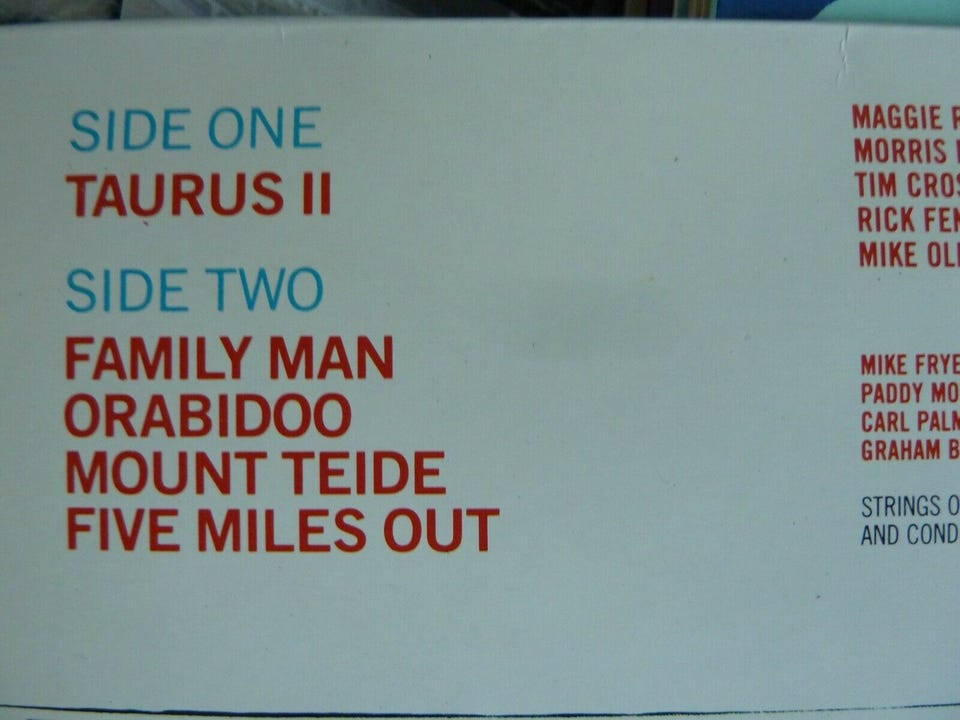 SIDE ONE
TAURUS II
SIDE TWO
FAMILY MAN
ORABIDOO
MOUNT TEIDE
FIVE MILES OUT
MAGGIE
MORRIS
TIM
RICK
MIKE
MIKE FRYE
PADDY
CARL
GRAHAM
STRINGS
AND